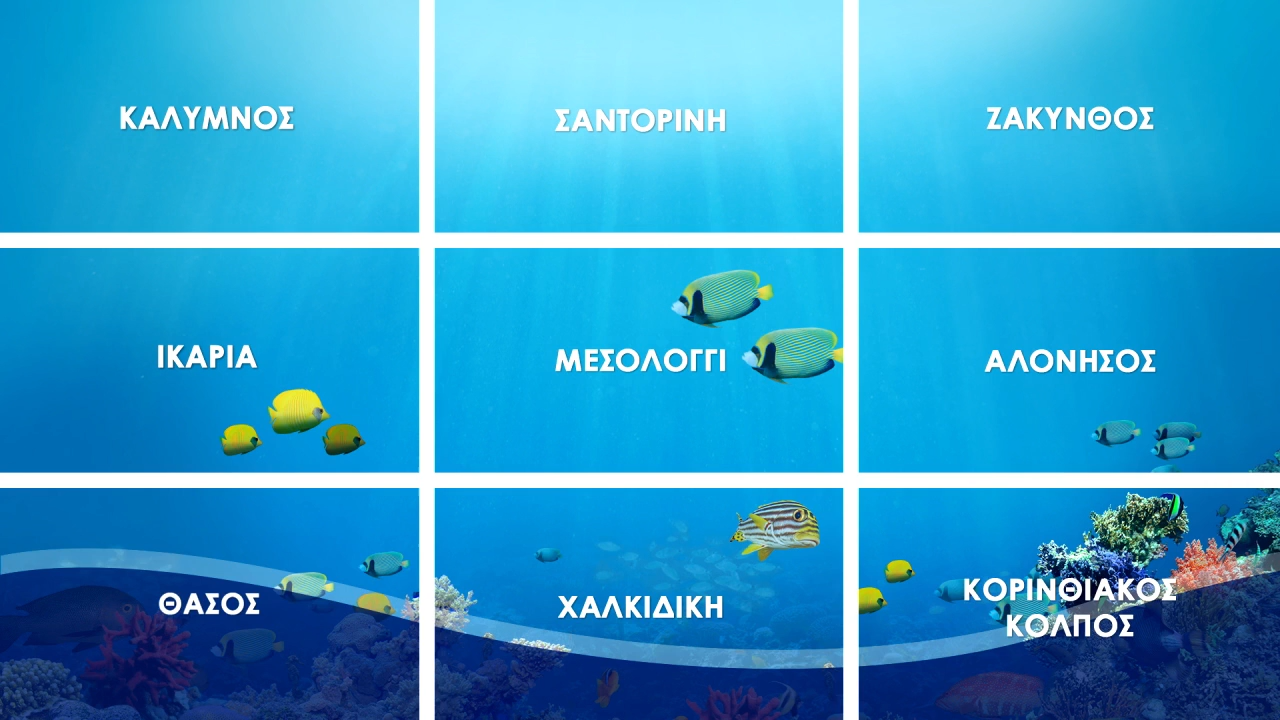 ΚΑΛΥΜΝΟΣ
ΣΑΝΤΟΡΙΝΗ
ΖΑΚΥΝΘΟΣ
ΙΚΑΡΙΑ
ΜΕΣΟΛΟΓΓΙ
ΑΛΟΝΗΣΟΣ
ΘΑΣΟΣ
ΧΑΛΚΙΔΙΚΗ
ΚΟΡΙΝΘΙΑΚΟΣ
ΚΟΛΠΟΣ